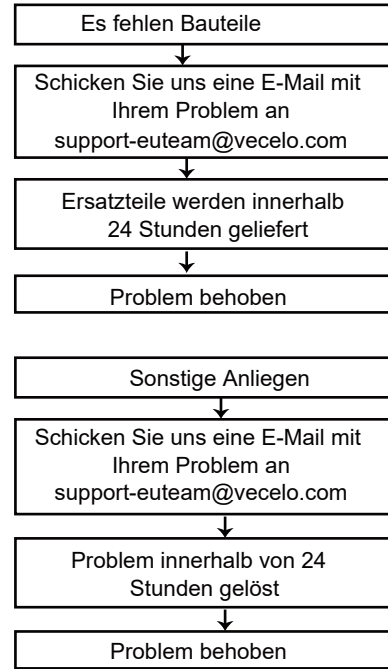 Es fehlen Bauteile
Schicken Sie uns eine E-Mail mit
Ihrem Problem an
support-euteam@vecelo.com
Ersatzteile werden innerhalb
24 Stunden geliefert
Problem behoben
Sonstige Anliegen
Schicken Sie uns eine E-Mail mit
Ihrem Problem an
support-euteam@vecelo.com
Problem innerhalb von 24
Stunden gelöst
Problem behoben